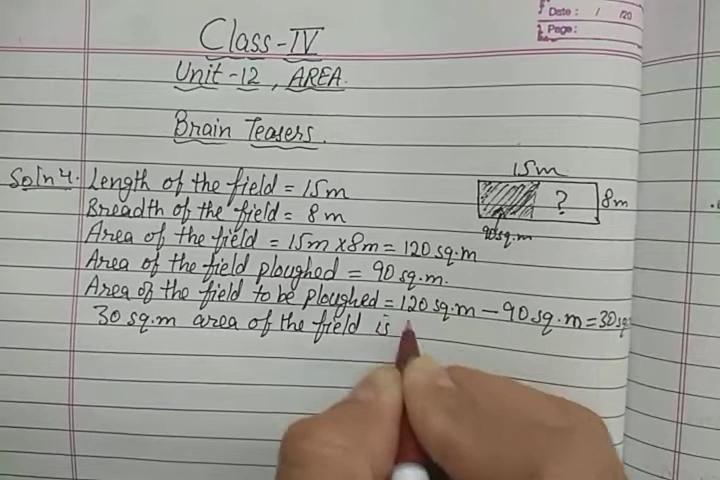 Date: / /20
Page:
Class-IV
Unit-12, AREA.
Brain Teasers.
Soln 4. Length of the field = 15m
Breadth of the field = 8m
Area of the field = 15m x 8m = 120 sq.m
Area of the field ploughed = 90 sq.m.
Area of the field to be ploughed = 120 sq.m - 90 sq.m = 30 sq
30 sq.m area of the field is
15m
?
8m
90sq.m